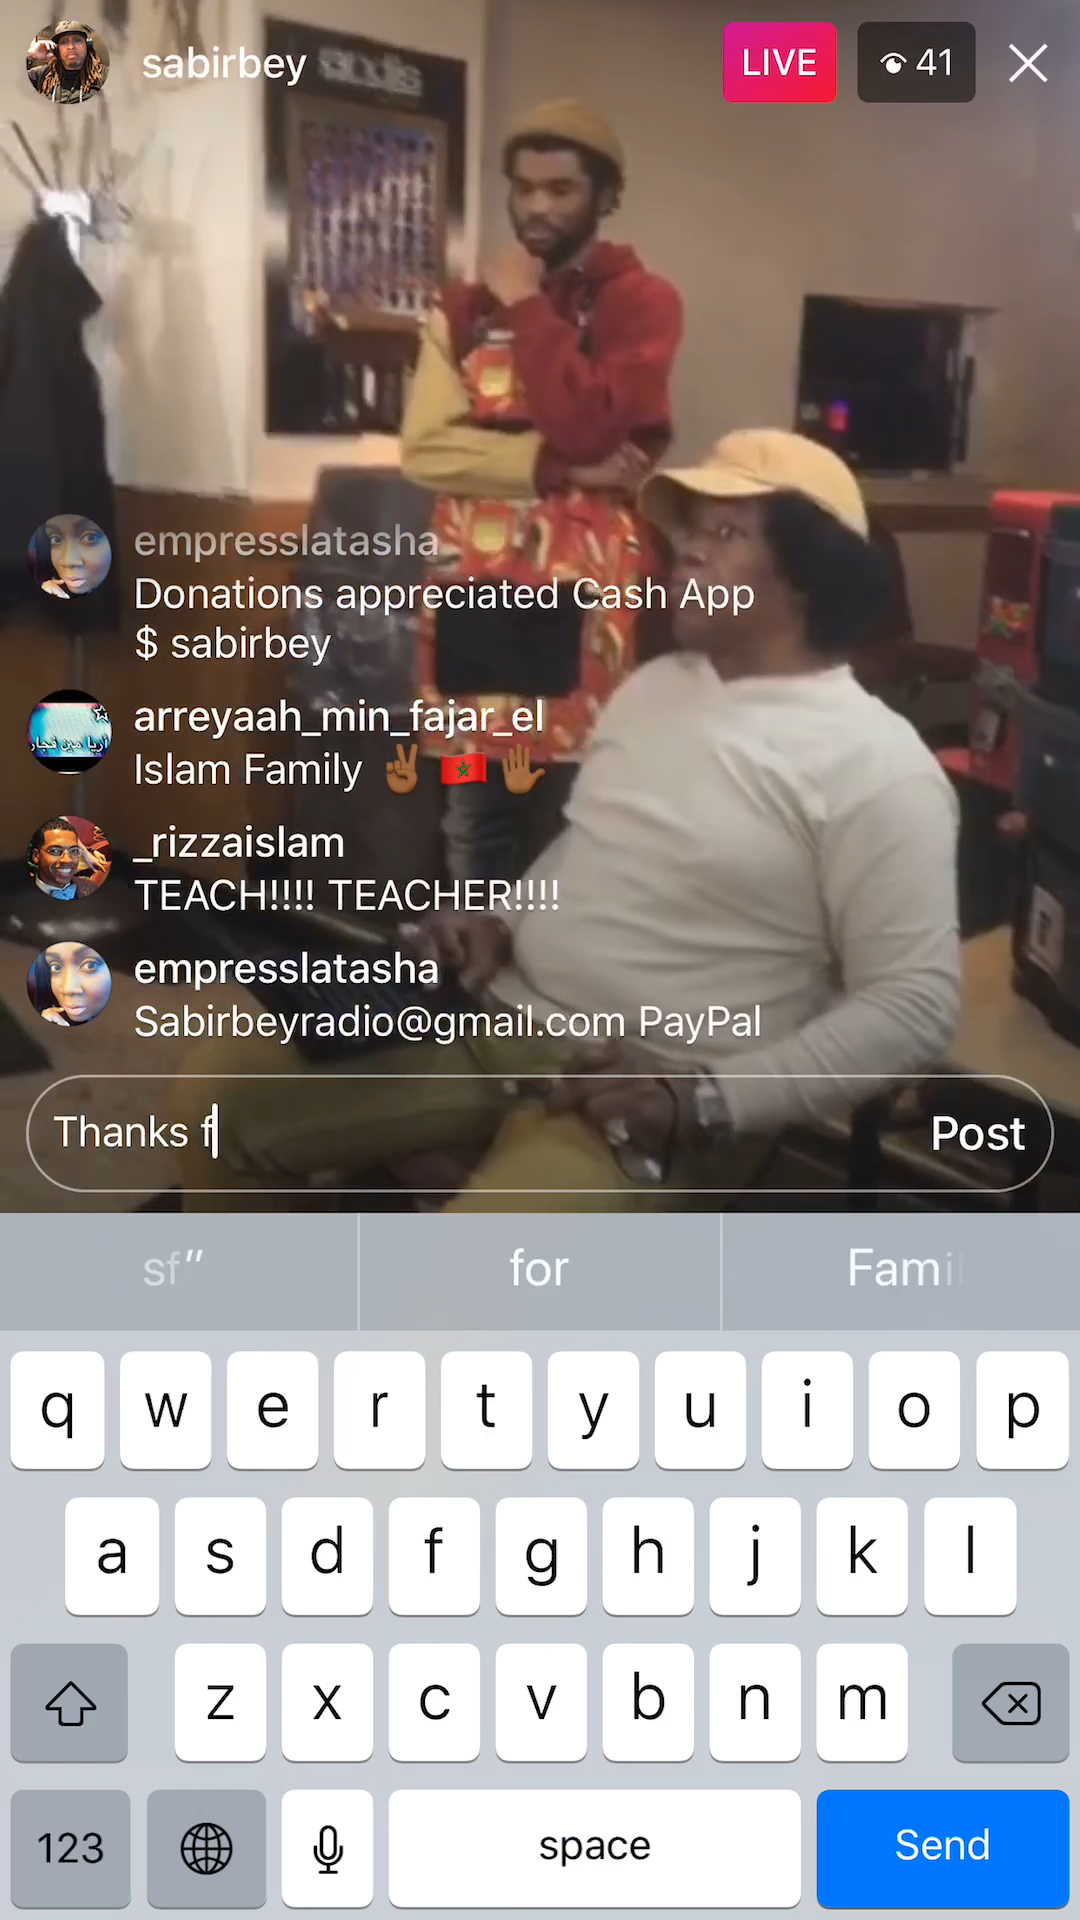 sabirbey
LIVE
41
empresslatasha
Donations appreciated Cash App
$ sabirbey
arreyaah_min_fajar_el
Islam Family ✌🏾 🇲🇦 🤚🏾
_rizzaislam
TEACH!!!! TEACHER!!!!
empresslatasha
Sabirbeyradio@gmail.com PayPal
Thanks f
Post
sf” for Famil
q w e r t y u i o p
a s d f g h j k l
z x c v b n m
123 space Send